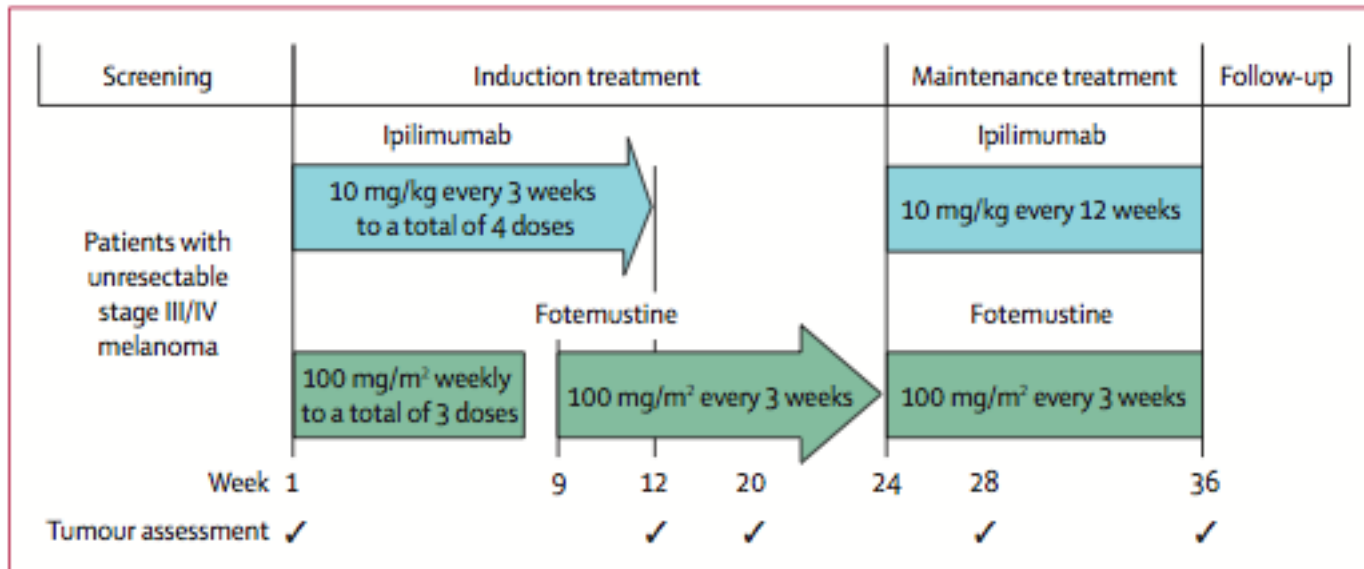 Screening Induction treatment Maintenance treatment Follow-up
Ipilimumab Ipilimumab
10 mg/kg every 3 weeks
to a total of 4 doses
10 mg/kg every 12 weeks
Patients with
unresectable
stage III/IV
melanoma
Fotemustine Fotemustine
100 mg/m² weekly
to a total of 3 doses
100 mg/m² every 3 weeks 100 mg/m² every 3 weeks
Week 1 9 12 20 24 28 36
Tumour assessment ✓ ✓ ✓ ✓ ✓